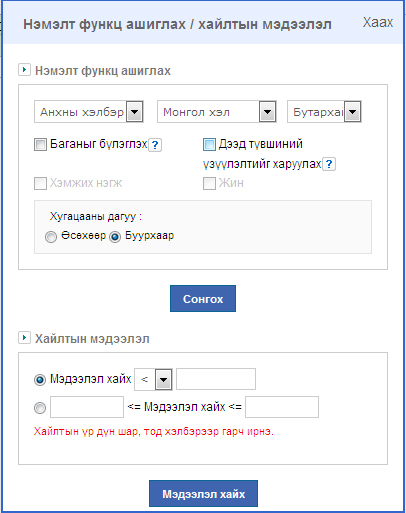 Нэмэлт функц ашиглах / хайлтын мэдээлэл Хаах
Нэмэлт функц ашиглах
Анхны хэлбэр Монгол хэл Бутархай
Баганыг бүлэглэх ? Дээд түвшиний
үзүүлэлтийг харуулах ?
Хэмжих нэгж Жин
Хугацааны дагуу :
Өсөхөөр Буурхаар
Сонгох
Хайлтын мэдээлэл
Мэдээлэл хайх <
<= Мэдээлэл хайх <=
Хайлтын үр дүн шар, тод хэлбэрээр гарч ирнэ.
Мэдээлэл хайх